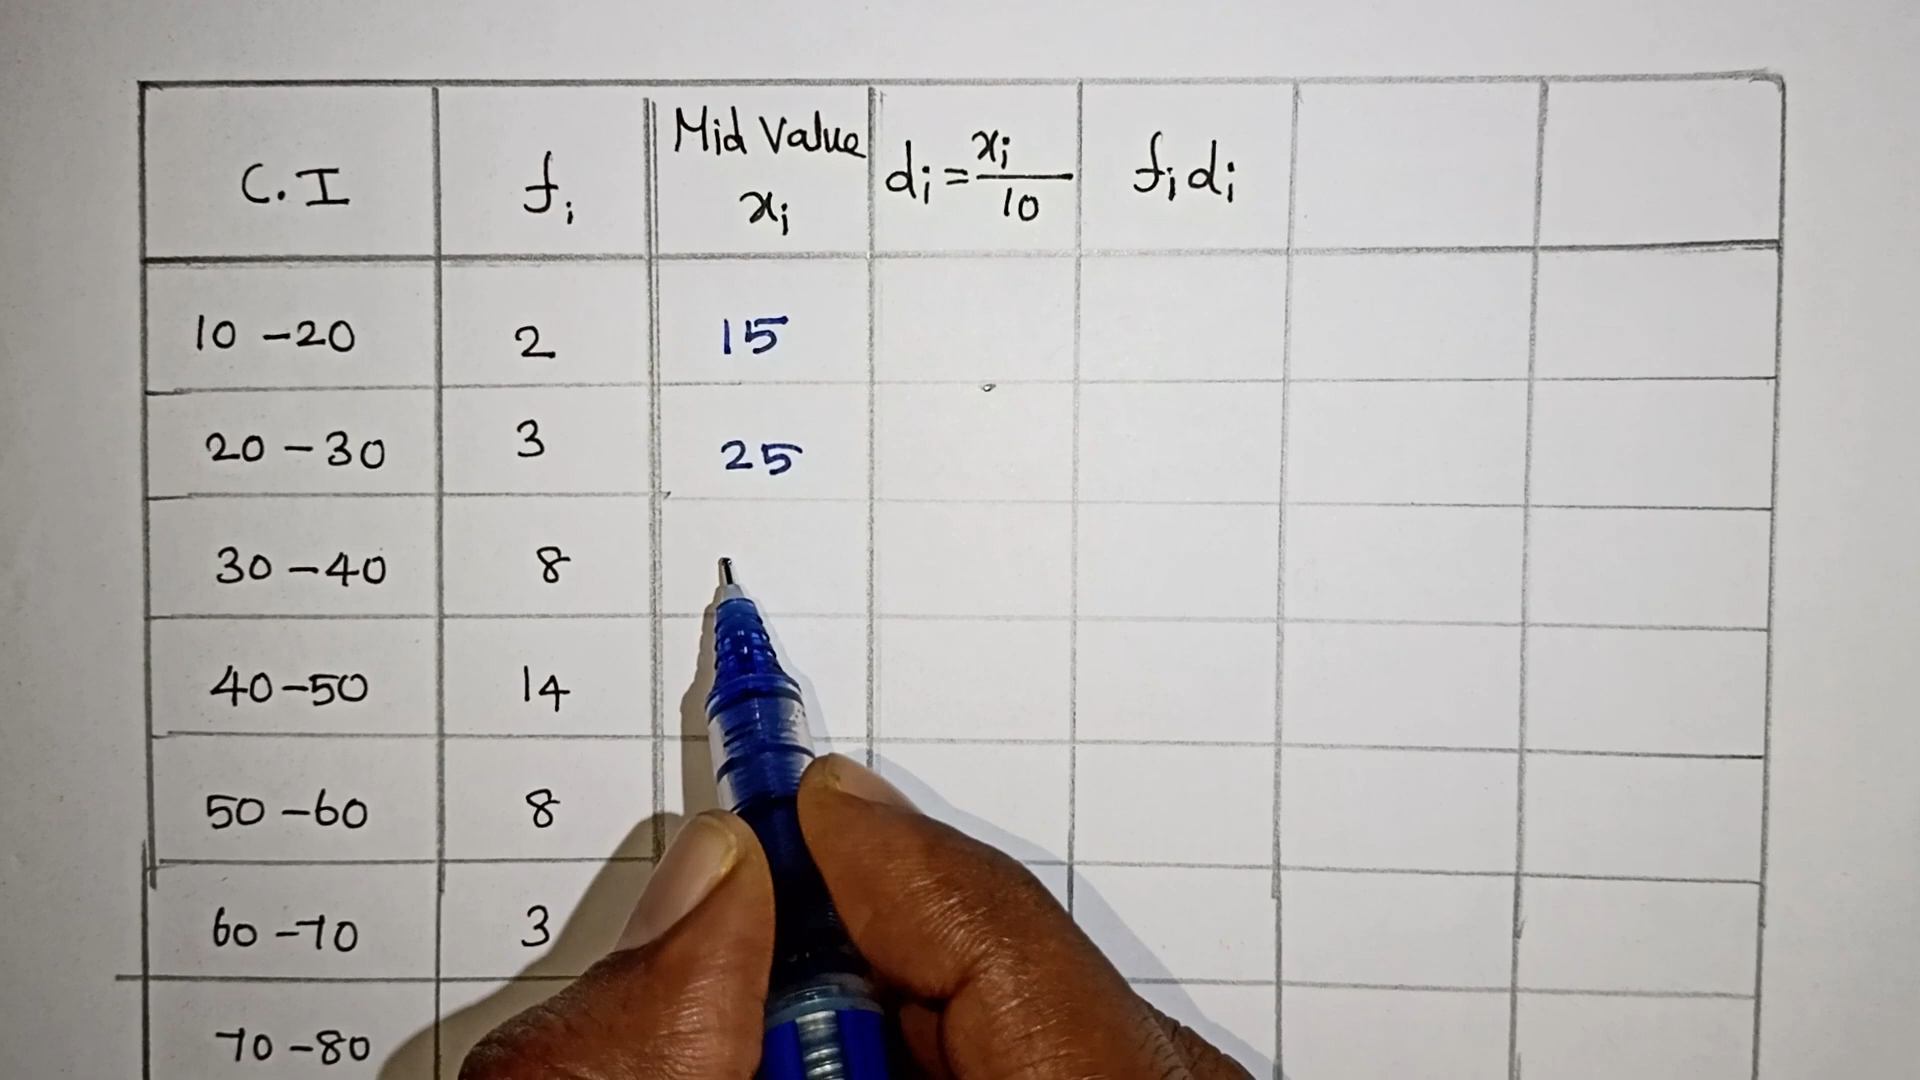 C.I fi Mid Value xi di = xi/10 fidi
10 - 20 2 15
20 - 30 3 25
30 - 40 8
40 - 50 14
50 - 60 8
60 - 70 3
70 - 80